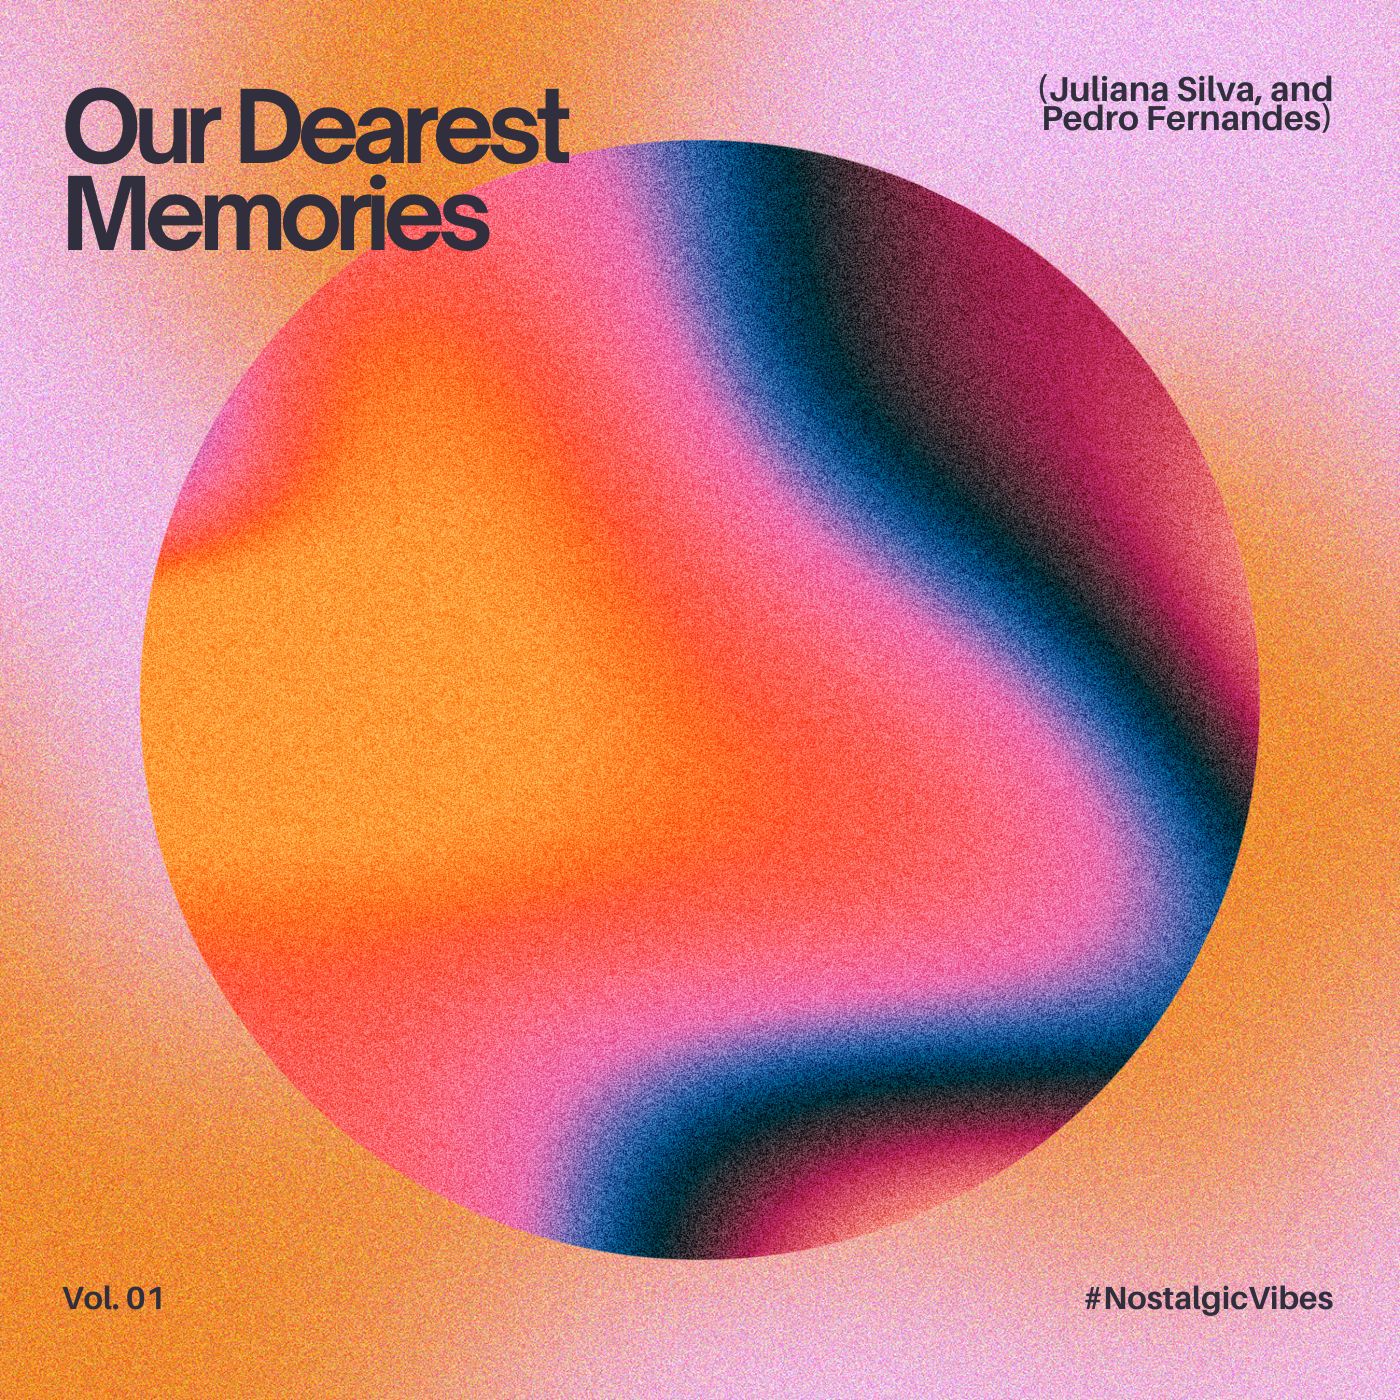 Our Dearest
Memories
(Juliana Silva, and
Pedro Fernandes)
Vol. 01
#NostalgicVibes